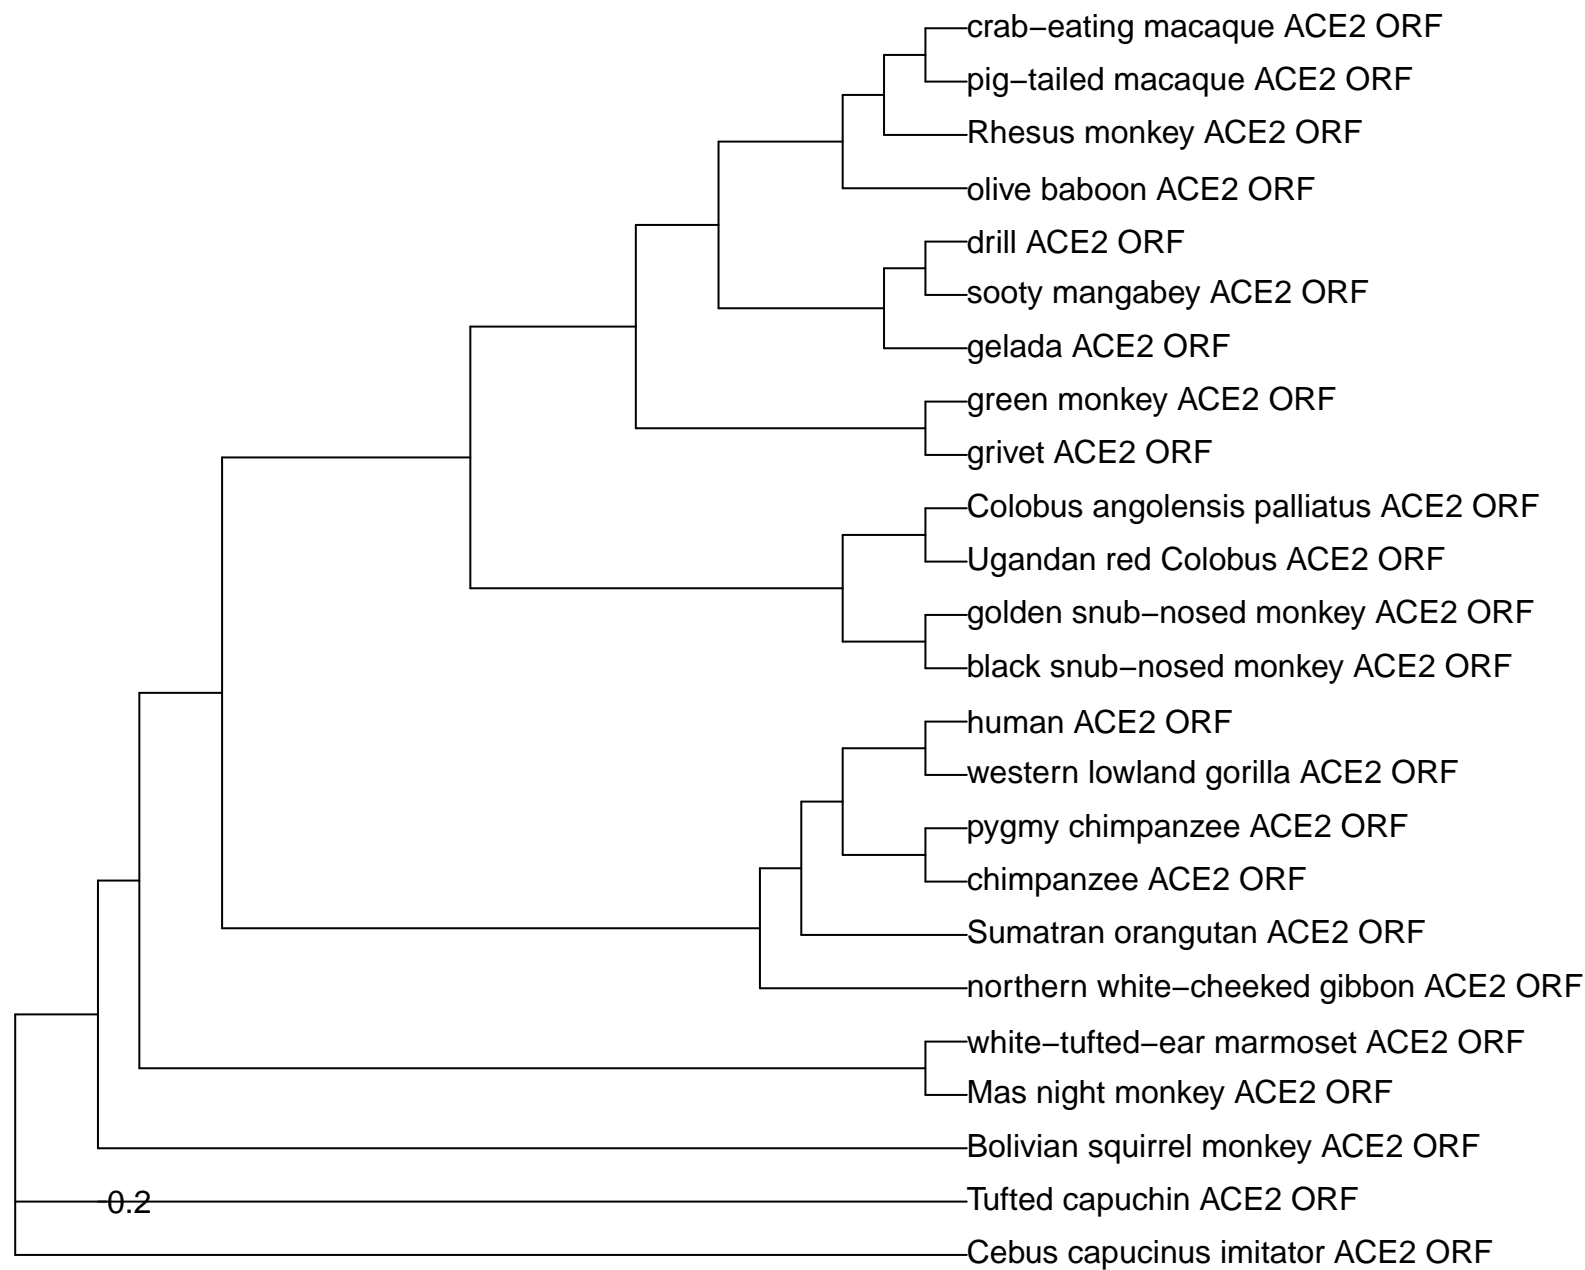 crab−eating macaque ACE2 ORF
pig−tailed macaque ACE2 ORF
Rhesus monkey ACE2 ORF
olive baboon ACE2 ORF
drill ACE2 ORF
sooty mangabey ACE2 ORF
gelada ACE2 ORF
green monkey ACE2 ORF
grivet ACE2 ORF
Colobus angolensis palliatus ACE2 ORF
Ugandan red Colobus ACE2 ORF
golden snub−nosed monkey ACE2 ORF
black snub−nosed monkey ACE2 ORF
human ACE2 ORF
western lowland gorilla ACE2 ORF
pygmy chimpanzee ACE2 ORF
chimpanzee ACE2 ORF
Sumatran orangutan ACE2 ORF
northern white−cheeked gibbon ACE2 ORF
white−tufted−ear marmoset ACE2 ORF
Mas night monkey ACE2 ORF
Bolivian squirrel monkey ACE2 ORF
0.2
Tufted capuchin ACE2 ORF
Cebus capucinus imitator ACE2 ORF